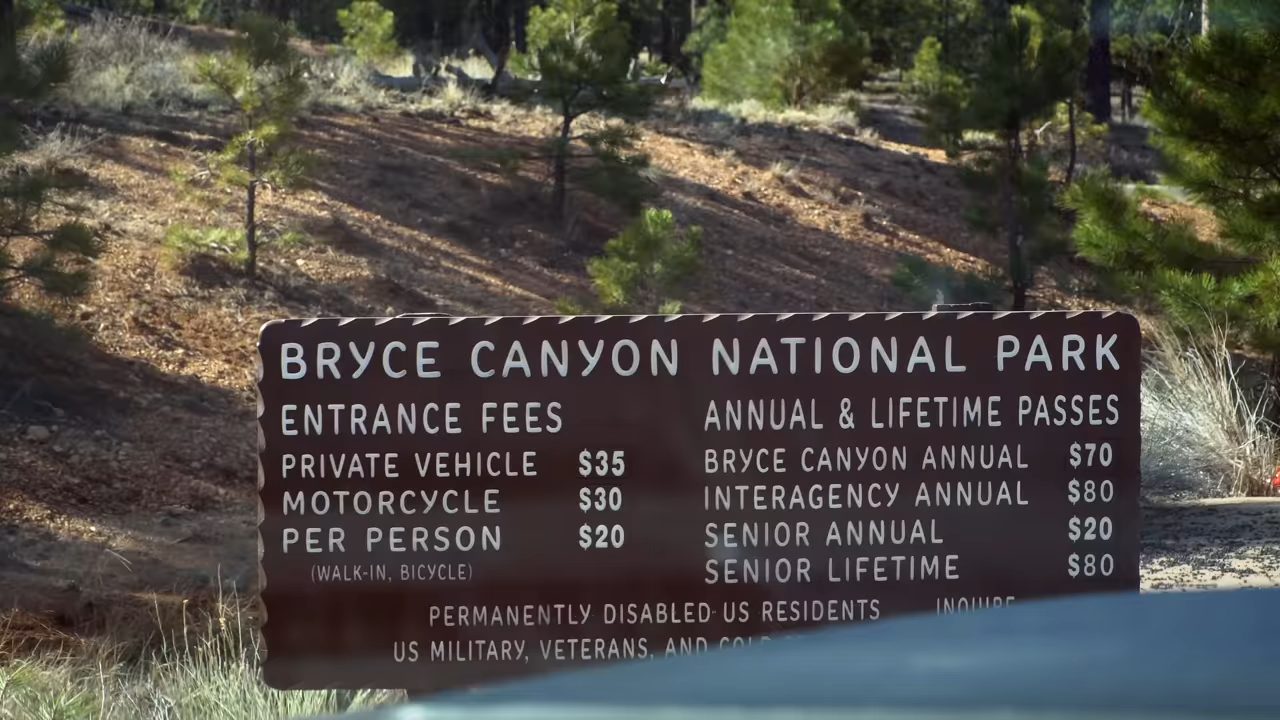 BRYCE CANYON NATIONAL PARK
ENTRANCE FEES
PRIVATE VEHICLE $35
MOTORCYCLE $30
PER PERSON $20
(WALK-IN, BICYCLE)
ANNUAL & LIFETIME PASSES
BRYCE CANYON ANNUAL $70
INTERAGENCY ANNUAL $80
SENIOR ANNUAL $20
SENIOR LIFETIME $80
PERMANENTLY DISABLED US RESIDENTS INQUIRE
US MILITARY, VETERANS, AND